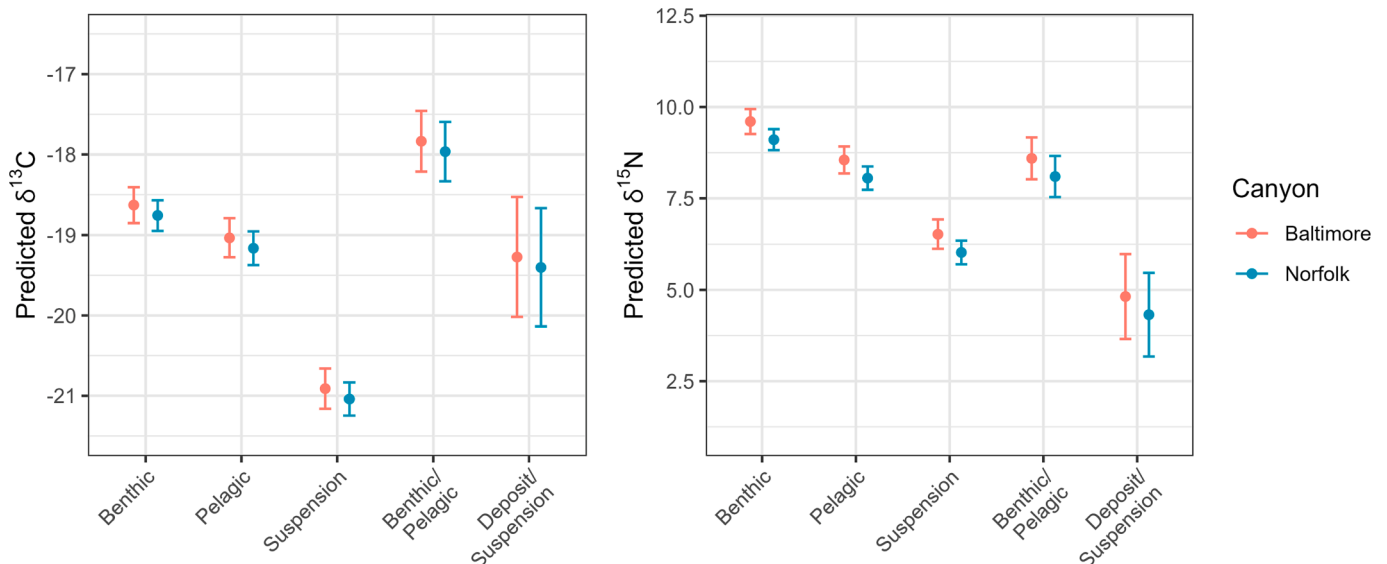 Predicted δ¹³C
-17
-18
-19
-20
-21
Benthic
Pelagic
Suspension
Benthic/
Pelagic
Deposit/
Suspension
Predicted δ¹⁵N
12.5
10.0
7.5
5.0
2.5
Benthic
Pelagic
Suspension
Benthic/
Pelagic
Deposit/
Suspension
Canyon
Baltimore
Norfolk